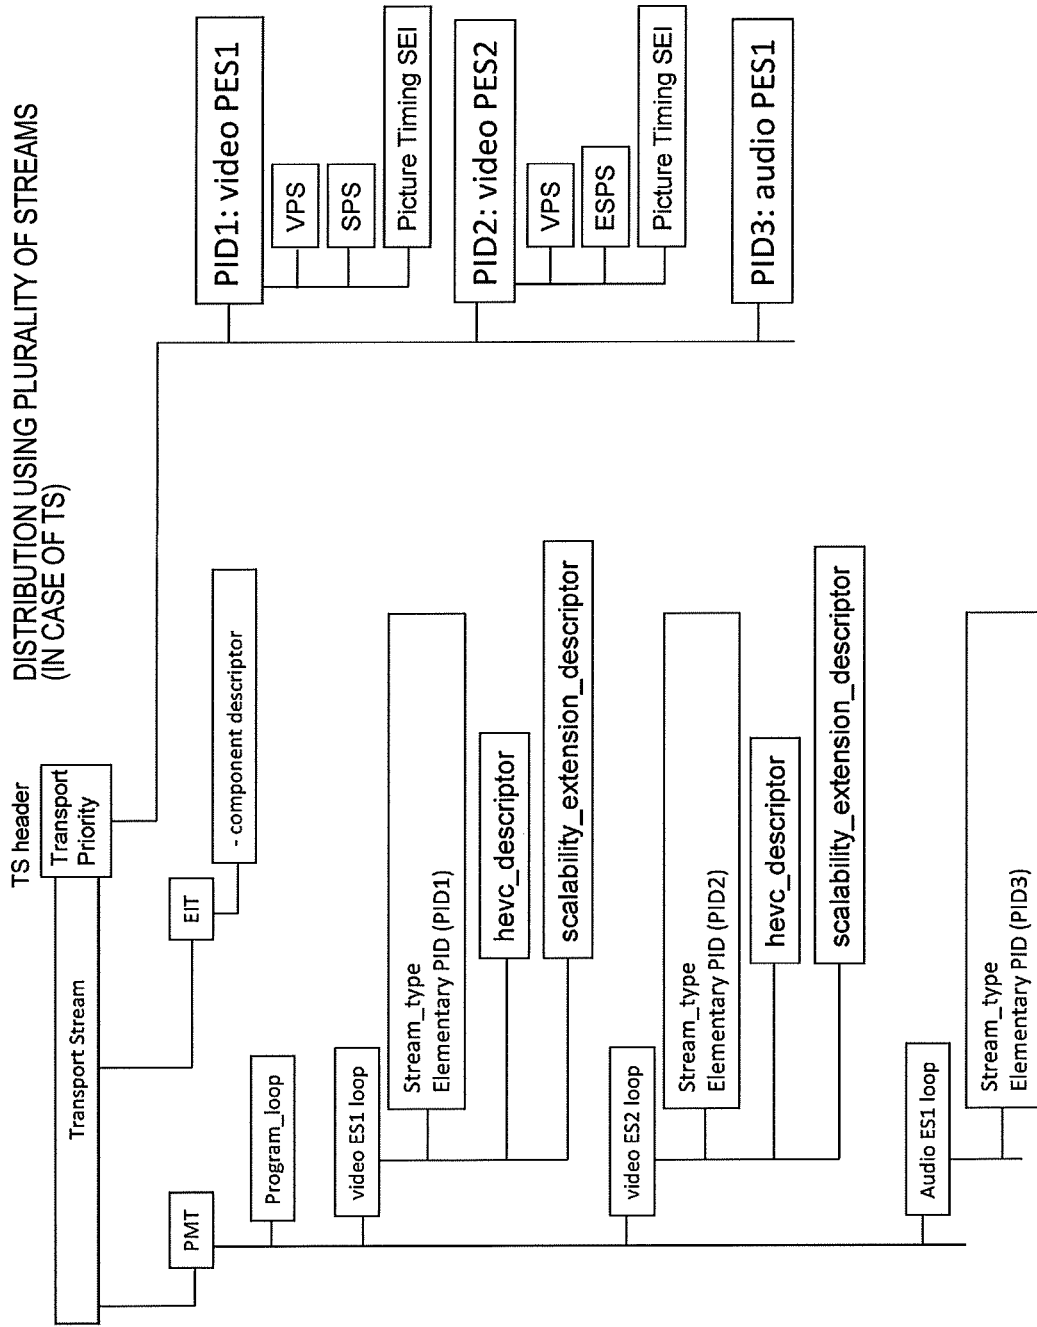 DISTRIBUTION USING PLURALITY OF STREAMS
(IN CASE OF TS)
TS header
Transport Stream
Transport
Priority
PMT
EIT
- component descriptor
Program_loop
video ES1 loop
Stream_type
Elementary PID (PID1)
hevc_descriptor
scalability_extension_descriptor
video ES2 loop
Stream_type
Elementary PID (PID2)
hevc_descriptor
scalability_extension_descriptor
Audio ES1 loop
Stream_type
Elementary PID (PID3)
PID1: video PES1
VPS
SPS
Picture Timing SEI
PID2: video PES2
VPS
ESPS
Picture Timing SEI
PID3: audio PES1